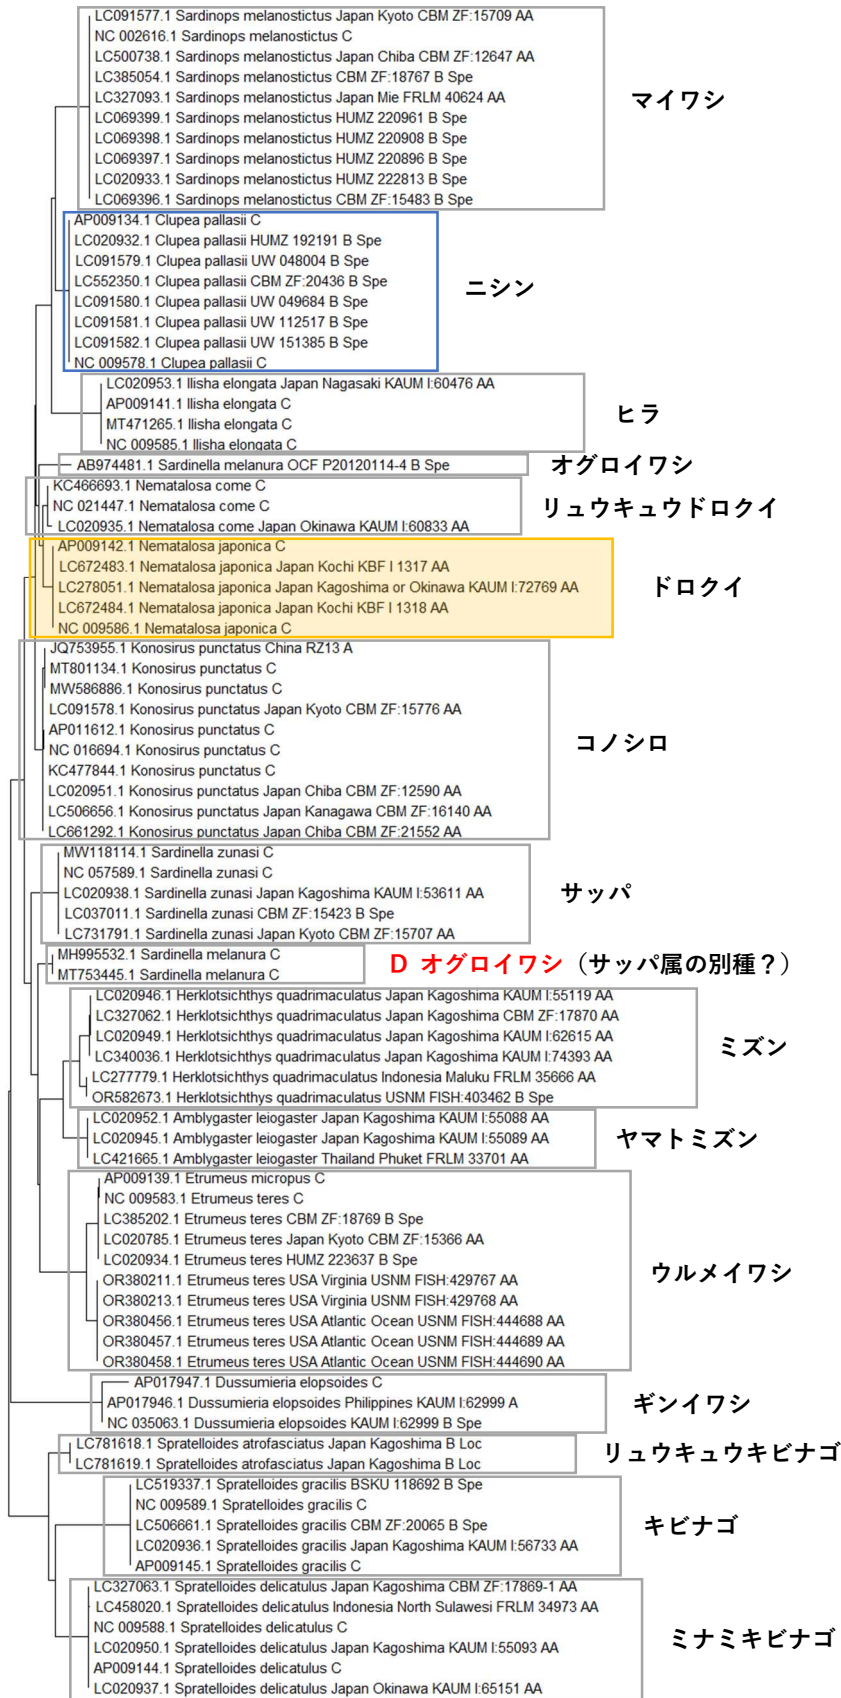 LC091577.1 Sardinops melanostictus Japan Kyoto CBM ZF:15709 AA
NC 002616.1 Sardinops melanostictus C
LC500738.1 Sardinops melanostictus Japan Chiba CBM ZF:12647 AA
LC385054.1 Sardinops melanostictus CBM ZF:18767 B Spe
LC327093.1 Sardinops melanostictus Japan Mie FRLM 40624 AA
LC069399.1 Sardinops melanostictus HUMZ 220961 B Spe
LC069398.1 Sardinops melanostictus HUMZ 220908 B Spe
LC069397.1 Sardinops melanostictus HUMZ 220896 B Spe
LC020933.1 Sardinops melanostictus HUMZ 222813 B Spe
LC069396.1 Sardinops melanostictus CBM ZF:15483 B Spe
マイワシ
AP009134.1 Clupea pallasii C
LC020932.1 Clupea pallasii HUMZ 192191 B Spe
LC091579.1 Clupea pallasii UW 048004 B Spe
LC552350.1 Clupea pallasii CBM ZF:20436 B Spe
LC091580.1 Clupea pallasii UW 049684 B Spe
LC091581.1 Clupea pallasii UW 112517 B Spe
LC091582.1 Clupea pallasii UW 151385 B Spe
NC 009578.1 Clupea pallasii C
ニシン
LC020953.1 Ilisha elongata Japan Nagasaki KAUM I:60476 AA
AP009141.1 Ilisha elongata C
MT471265.1 Ilisha elongata C
NC 009585.1 Ilisha elongata C
ヒラ
AB974481.1 Sardinella melanura OCF P20120114-4 B Spe
オグロイワシ
KC466693.1 Nematalosa come C
NC 021447.1 Nematalosa come C
LC020935.1 Nematalosa come Japan Okinawa KAUM I:60833 AA
リュウキュウドロクイ
AP009142.1 Nematalosa japonica C
LC672483.1 Nematalosa japonica Japan Kochi KBF I 1317 AA
LC278051.1 Nematalosa japonica Japan Kagoshima or Okinawa KAUM I:72769 AA
LC672484.1 Nematalosa japonica Japan Kochi KBF I 1318 AA
NC 009586.1 Nematalosa japonica C
ドロクイ
JQ753955.1 Konosirus punctatus China RZ13 A
MT801134.1 Konosirus punctatus C
MW586886.1 Konosirus punctatus C
LC091578.1 Konosirus punctatus Japan Kyoto CBM ZF:15776 AA
AP011612.1 Konosirus punctatus C
NC 016694.1 Konosirus punctatus C
KC477844.1 Konosirus punctatus C
LC020951.1 Konosirus punctatus Japan Chiba CBM ZF:12590 AA
LC506656.1 Konosirus punctatus Japan Kanagawa CBM ZF:16140 AA
LC661292.1 Konosirus punctatus Japan Chiba CBM ZF:21552 AA
コノシロ
MW118114.1 Sardinella zunasi C
NC 057589.1 Sardinella zunasi C
LC020938.1 Sardinella zunasi Japan Kagoshima KAUM I:53611 AA
LC037011.1 Sardinella zunasi CBM ZF:15423 B Spe
LC731791.1 Sardinella zunasi Japan Kyoto CBM ZF:15707 AA
サッパ
MH995532.1 Sardinella melanura C
MT753445.1 Sardinella melanura C
D オグロイワシ（サッパ属の別種？）
LC020946.1 Herklotsichthys quadrimaculatus Japan Kagoshima KAUM I:55119 AA
LC327062.1 Herklotsichthys quadrimaculatus Japan Kagoshima CBM ZF:17870 AA
LC020949.1 Herklotsichthys quadrimaculatus Japan Kagoshima KAUM I:62615 AA
LC340036.1 Herklotsichthys quadrimaculatus Japan Kagoshima KAUM I:74393 AA
LC277779.1 Herklotsichthys quadrimaculatus Indonesia Maluku FRLM 35666 AA
OR582673.1 Herklotsichthys quadrimaculatus USNM FISH:403462 B Spe
ミズン
LC020952.1 Amblygaster leiogaster Japan Kagoshima KAUM I:55088 AA
LC020945.1 Amblygaster leiogaster Japan Kagoshima KAUM I:55089 AA
LC421665.1 Amblygaster leiogaster Thailand Phuket FRLM 33701 AA
ヤマトミズン
AP009139.1 Etrumeus micropus C
NC 009583.1 Etrumeus teres C
LC385202.1 Etrumeus teres CBM ZF:18769 B Spe
LC020785.1 Etrumeus teres Japan Kyoto CBM ZF:15366 AA
LC020934.1 Etrumeus teres HUMZ 223637 B Spe
OR380211.1 Etrumeus teres USA Virginia USNM FISH:429767 AA
OR380213.1 Etrumeus teres USA Virginia USNM FISH:429768 AA
OR380456.1 Etrumeus teres USA Atlantic Ocean USNM FISH:444688 AA
OR380457.1 Etrumeus teres USA Atlantic Ocean USNM FISH:444689 AA
OR380458.1 Etrumeus teres USA Atlantic Ocean USNM FISH:444690 AA
ウルメイワシ
AP017947.1 Dussumieria elopsoides C
AP017946.1 Dussumieria elopsoides Philippines KAUM I:62999 A
NC 035063.1 Dussumieria elopsoides KAUM I:62999 B Spe
ギンイワシ
LC781618.1 Spratelloides atrofasciatus Japan Kagoshima B Loc
LC781619.1 Spratelloides atrofasciatus Japan Kagoshima B Loc
リュウキュウキビナゴ
LC519337.1 Spratelloides gracilis BSKU 118692 B Spe
NC 009589.1 Spratelloides gracilis C
LC506661.1 Spratelloides gracilis CBM ZF:20065 B Spe
LC020936.1 Spratelloides gracilis Japan Kagoshima KAUM I:56733 AA
AP009145.1 Spratelloides gracilis C
キビナゴ
LC327063.1 Spratelloides delicatulus Japan Kagoshima CBM ZF:17869-1 AA
LC458020.1 Spratelloides delicatulus Indonesia North Sulawesi FRLM 34973 AA
NC 009588.1 Spratelloides delicatulus C
LC020950.1 Spratelloides delicatulus Japan Kagoshima KAUM I:55093 AA
AP009144.1 Spratelloides delicatulus C
LC020937.1 Spratelloides delicatulus Japan Okinawa KAUM I:65151 AA
ミナミキビナゴ